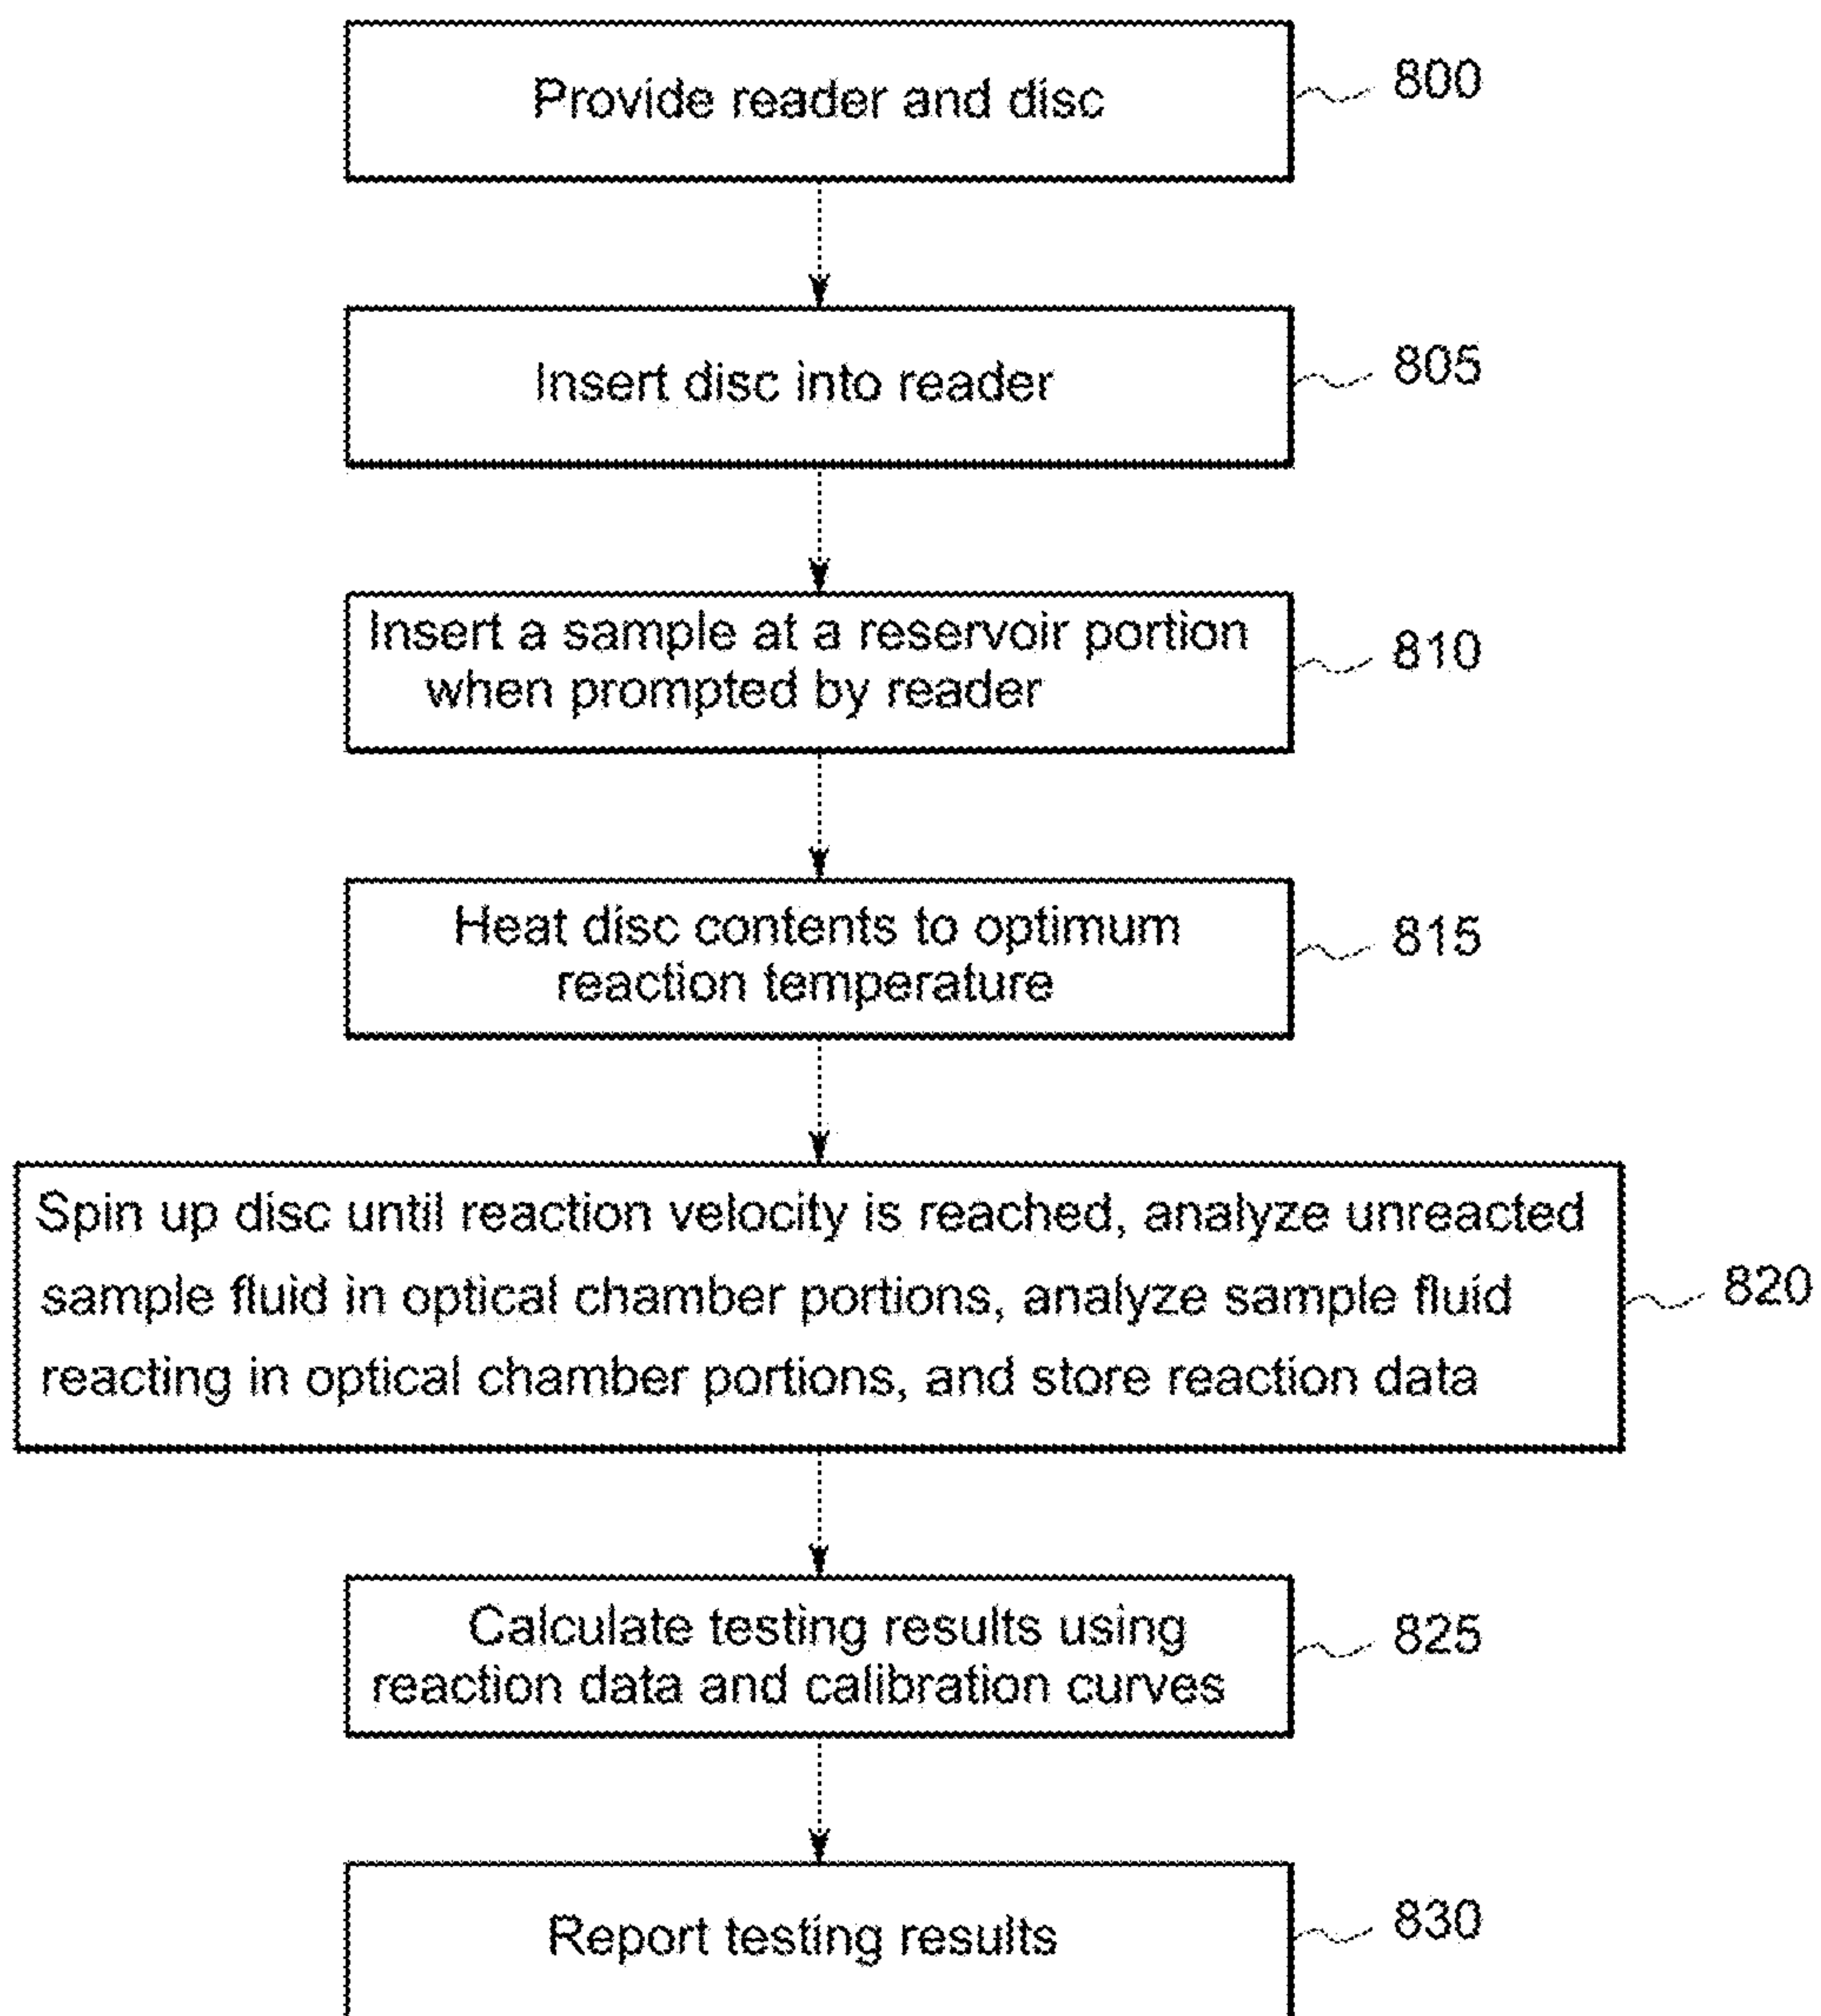 Provide reader and disc
800
Insert disc into reader
805
Insert a sample at a reservoir portion
when prompted by reader
810
Heat disc contents to optimum
reaction temperature
815
Spin up disc until reaction velocity is reached, analyze unreacted
sample fluid in optical chamber portions, analyze sample fluid
reacting in optical chamber portions, and store reaction data
820
Calculate testing results using
reaction data and calibration curves
825
Report testing results
830